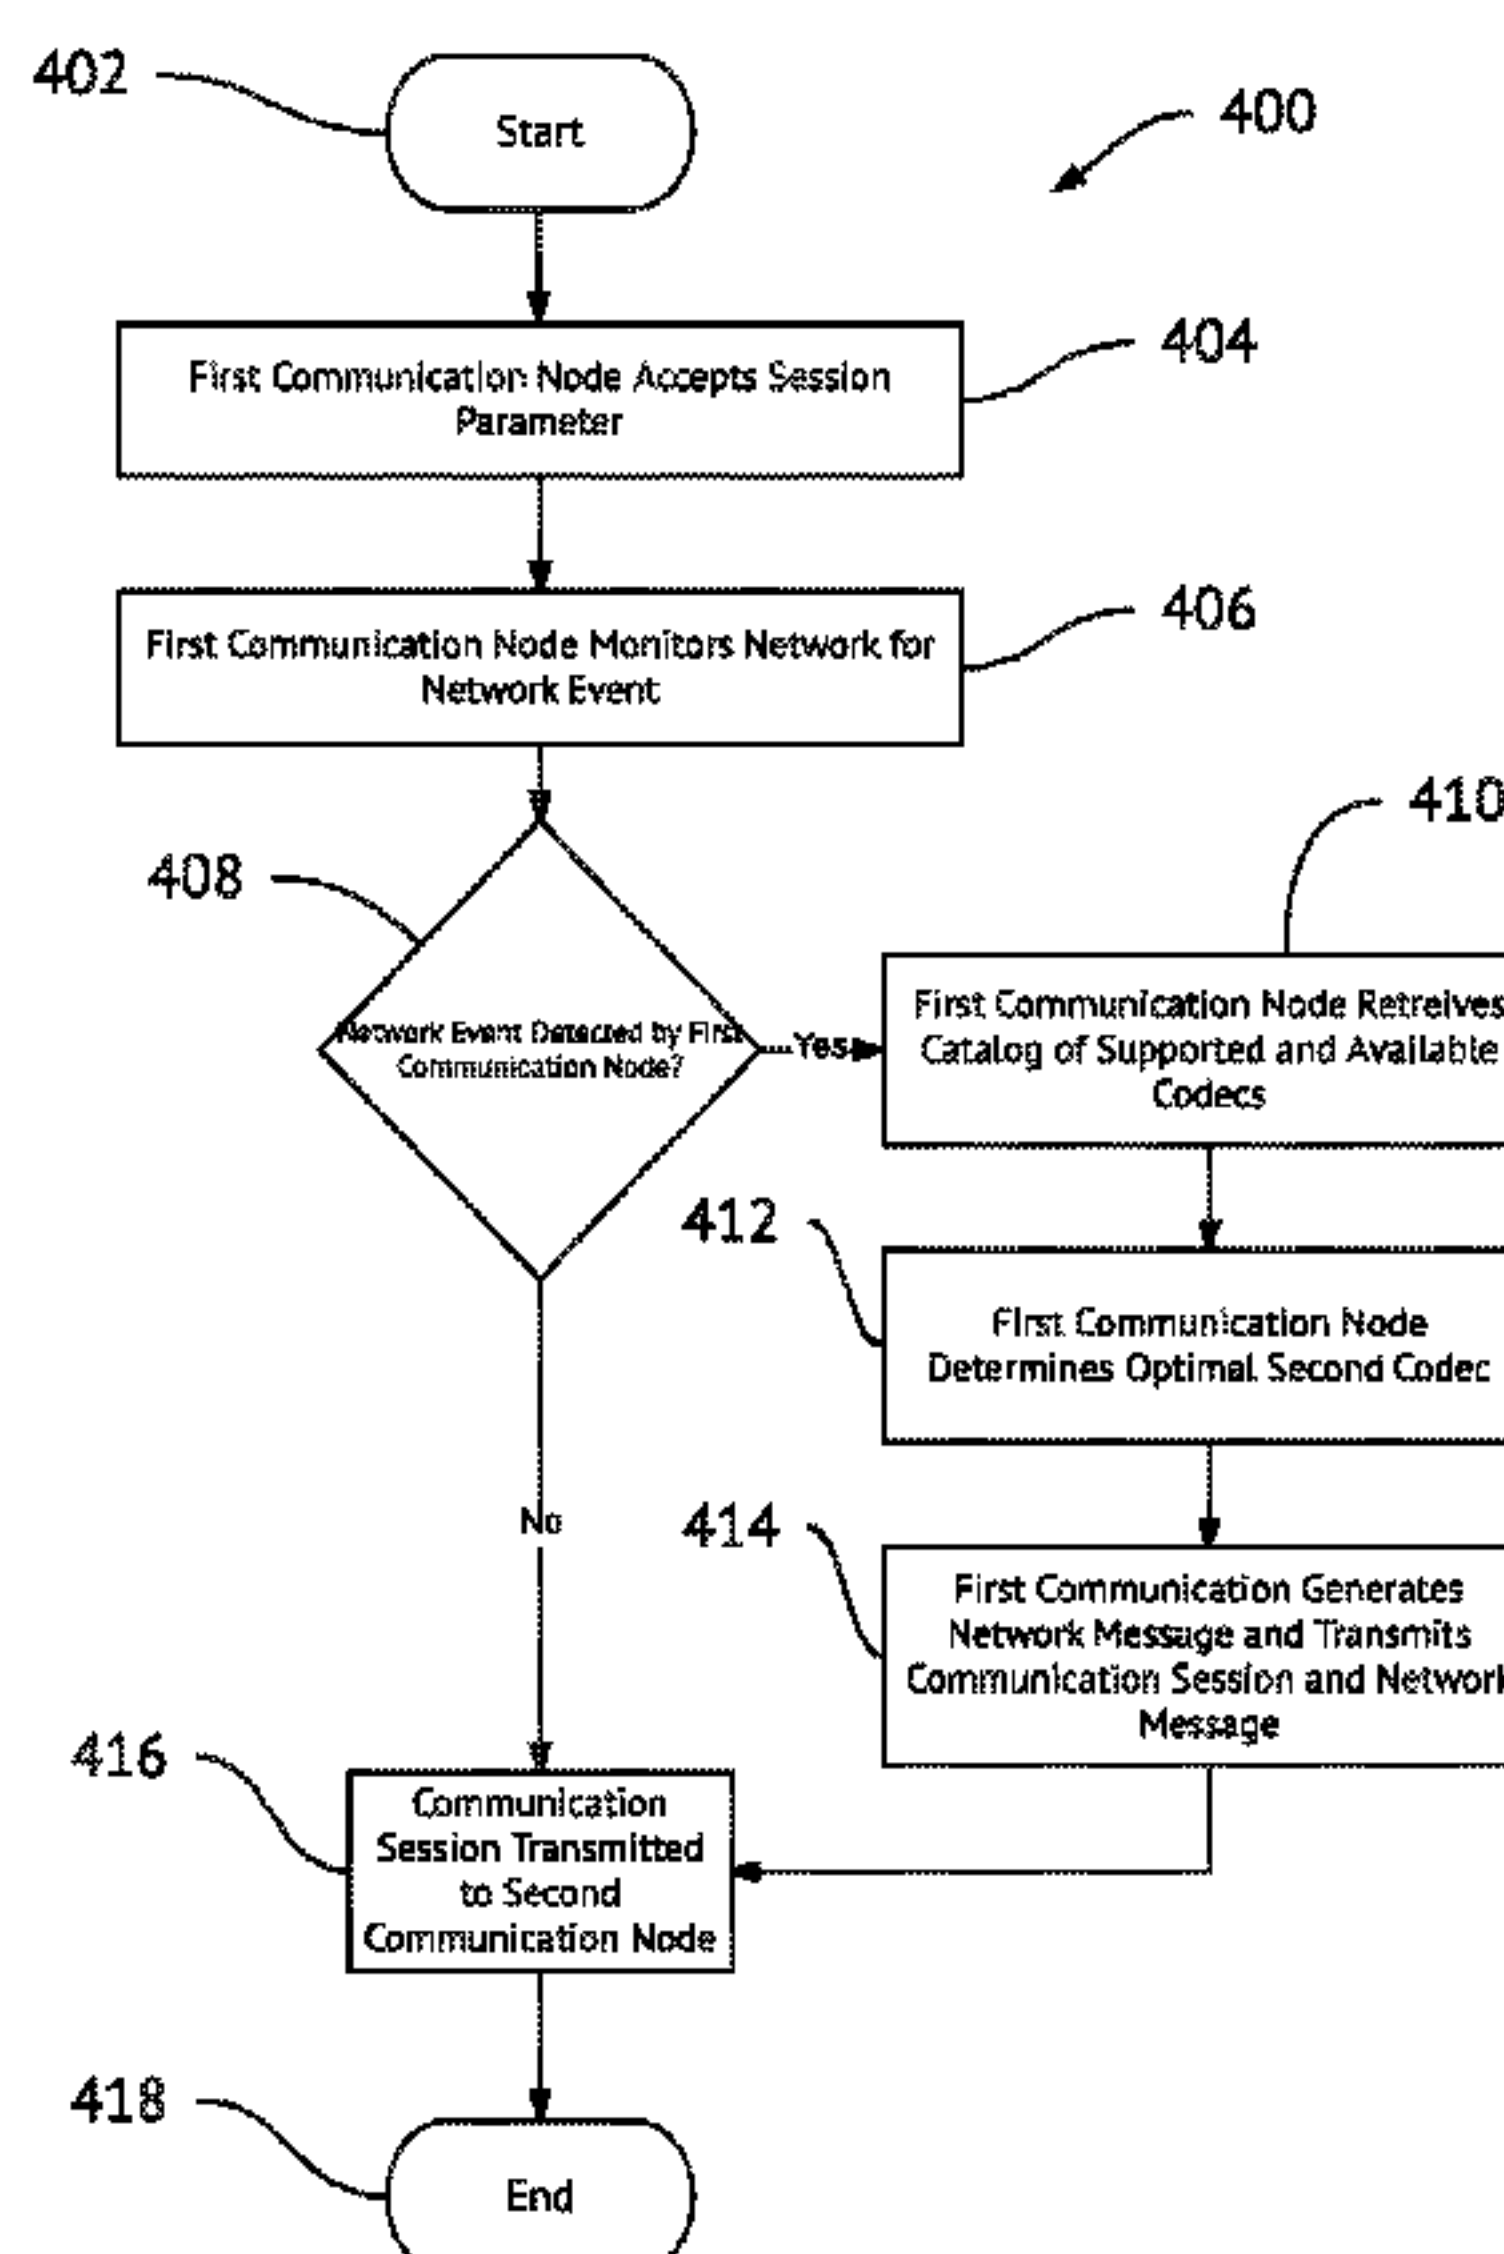 402
Start
400
404
First Communication Node Accepts Session
Parameter
406
First Communication Node Monitors Network for
Network Event
410
408
Network Event Detected by First
Communication Node?
Yes
First Communication Node Retreives
Catalog of Supported and Available
Codecs
412
First Communication Node
Determines Optimal Second Codec
No
414
First Communication Generates
Network Message and Transmits
Communication Session and Network
Message
416
Communication
Session Transmitted
to Second
Communication Node
418
End